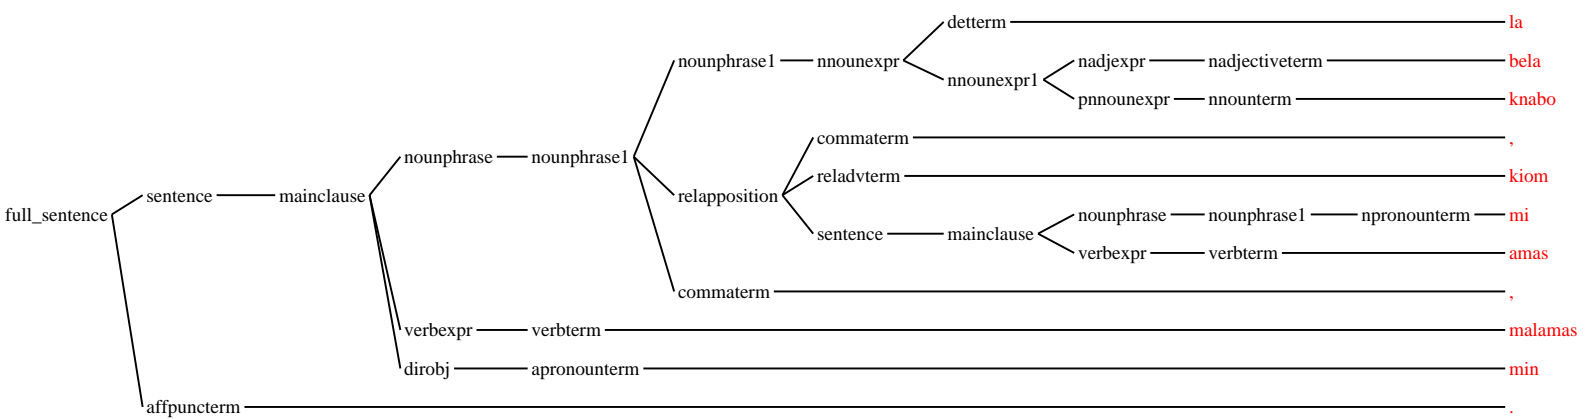 detterm la
nounphrase1 nnounexpr nadjexpr nadjectiveterm bela
nnounexpr1
pnnounexpr nnounterm knabo
commaterm ,
nounphrase nounphrase1
reladvterm kiom
sentence mainclause relapposition
full_sentence nounphrase nounphrase1 npronounterm mi
sentence mainclause
verbexpr verbterm amas
commaterm ,
verbexpr verbterm malamas
dirobj apronounterm min
affpuncterm .